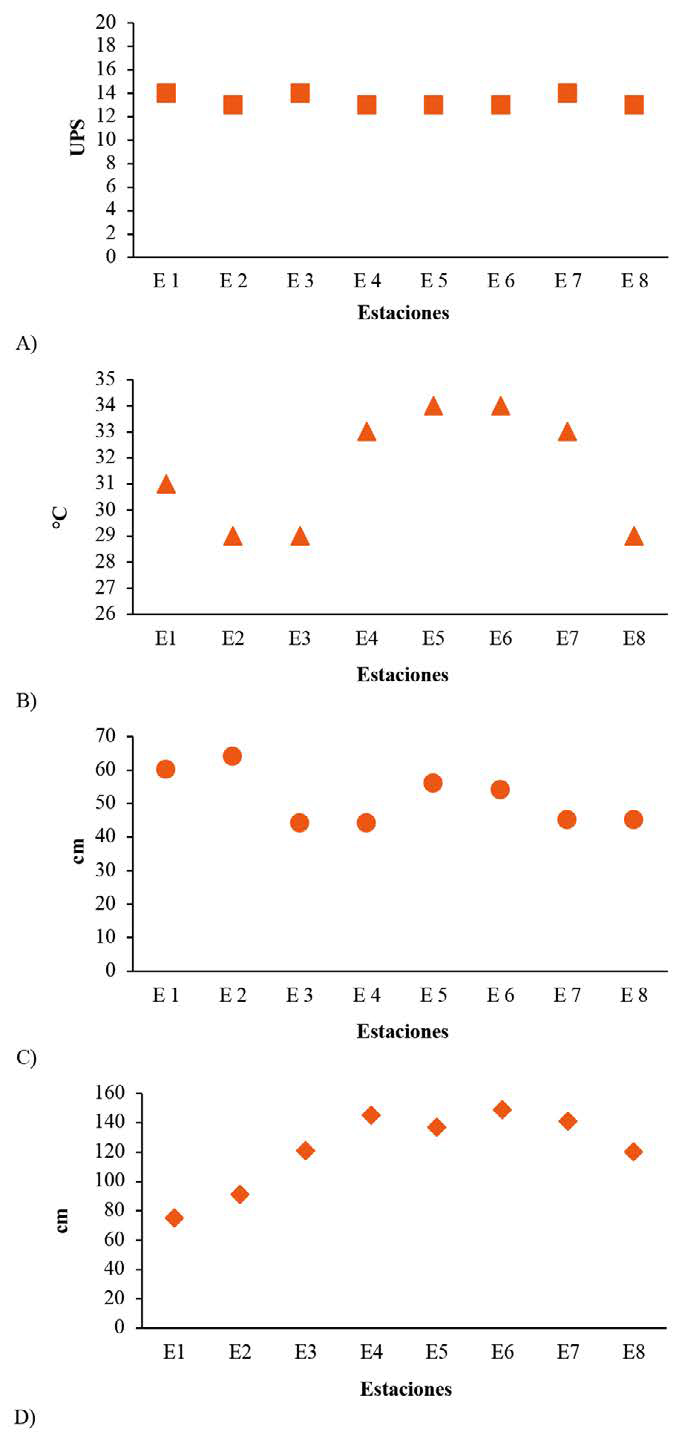 20
18
16
14
12
10
8
6
4
2
0
UPS
E 1 E 2 E 3 E 4 E 5 E 6 E 7 E 8
Estaciones
A)
35
34
33
32
31
30
29
28
27
26
°C
E1 E2 E3 E4 E5 E6 E7 E8
Estaciones
B)
70
60
50
40
30
20
10
0
cm
E 1 E 2 E 3 E 4 E 5 E 6 E 7 E 8
Estaciones
C)
160
140
120
100
80
60
40
20
0
cm
E1 E2 E3 E4 E5 E6 E7 E8
Estaciones
D)